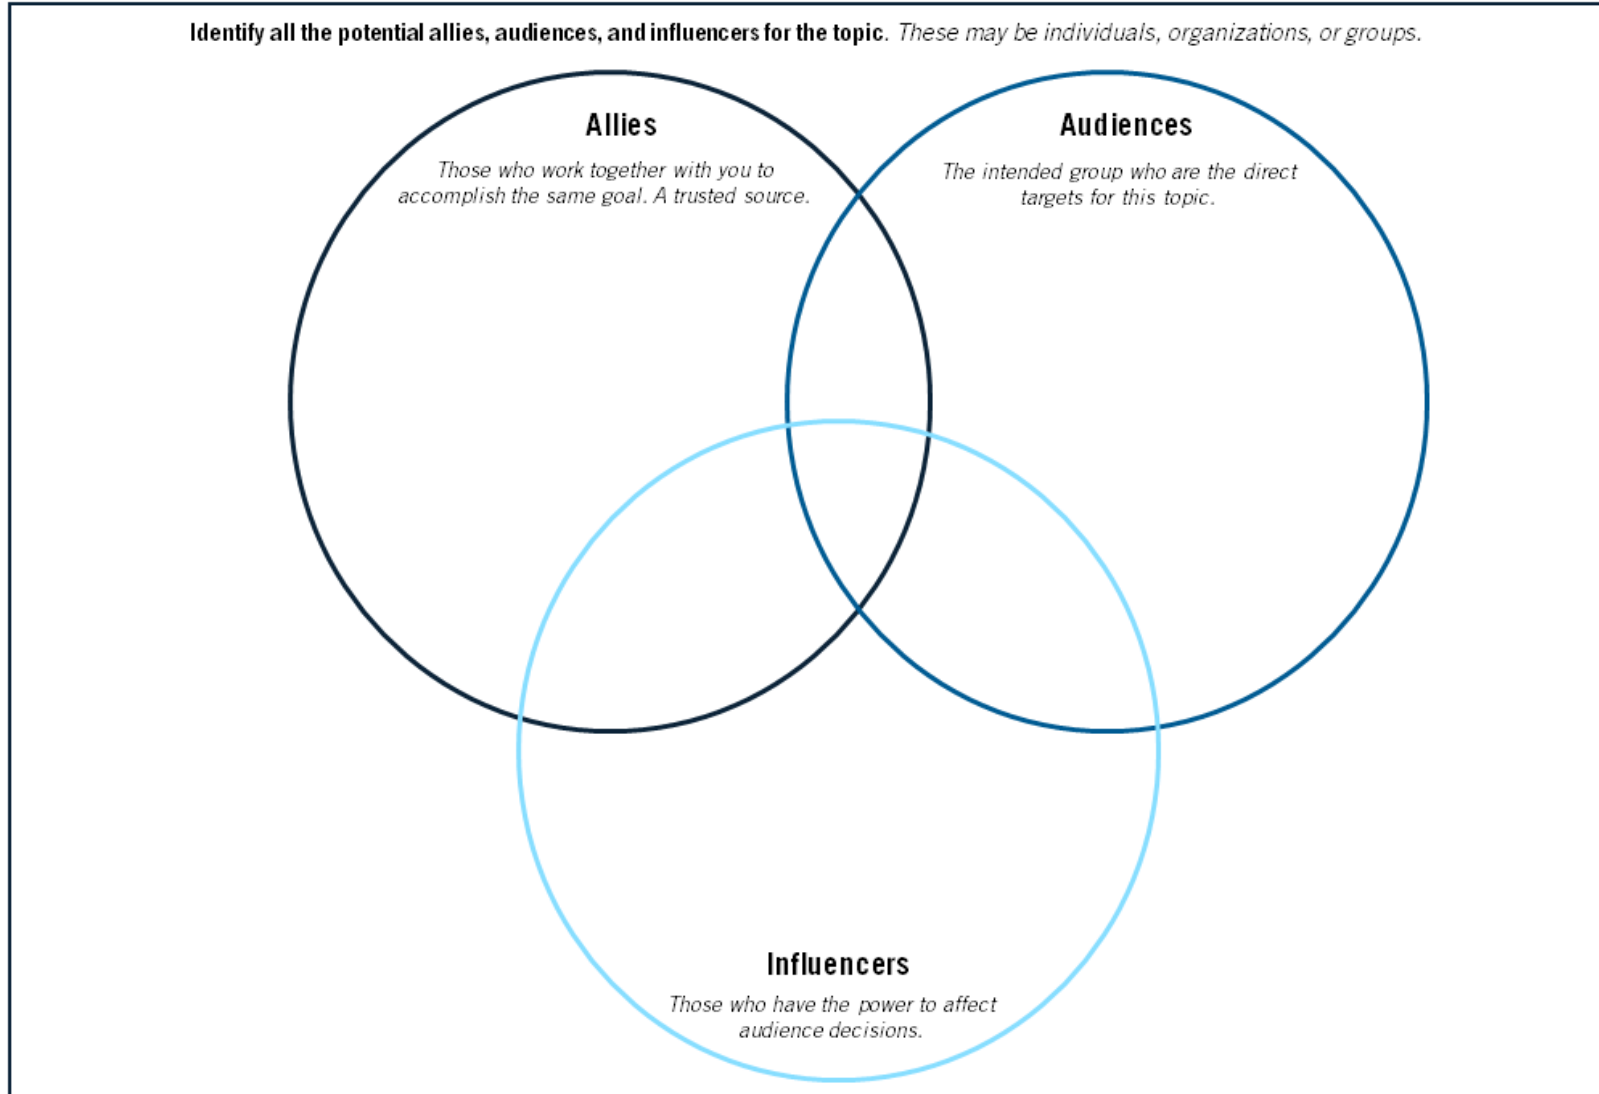 Identify all the potential allies, audiences, and influencers for the topic. These may be individuals, organizations, or groups.
Allies
Those who work together with you to
accomplish the same goal. A trusted source.
Audiences
The intended group who are the direct
targets for this topic.
Influencers
Those who have the power to affect
audience decisions.